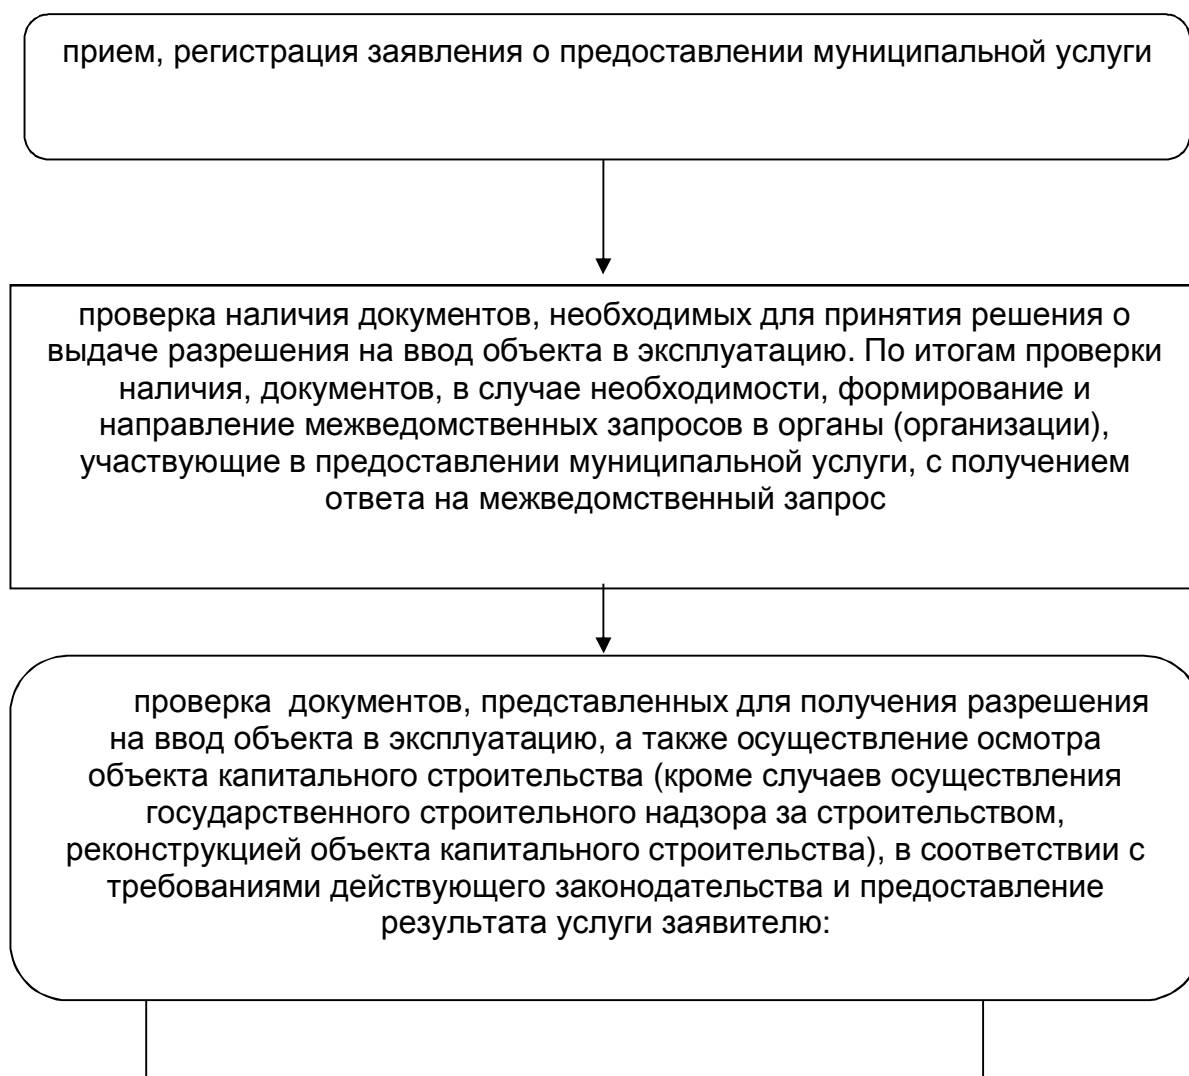 прием, регистрация заявления о предоставлении муниципальной услуги
проверка наличия документов, необходимых для принятия решения о
выдаче разрешения на ввод объекта в эксплуатацию. По итогам проверки
наличия, документов, в случае необходимости, формирование и
направление межведомственных запросов в органы (организации),
участвующие в предоставлении муниципальной услуги, с получением
ответа на межведомственный запрос
проверка  документов, представленных для получения разрешения
на ввод объекта в эксплуатацию, а также осуществление осмотра
объекта капитального строительства (кроме случаев осуществления
государственного строительного надзора за строительством,
реконструкцией объекта капитального строительства), в соответствии с
требованиями действующего законодательства и предоставление
результата услуги заявителю: